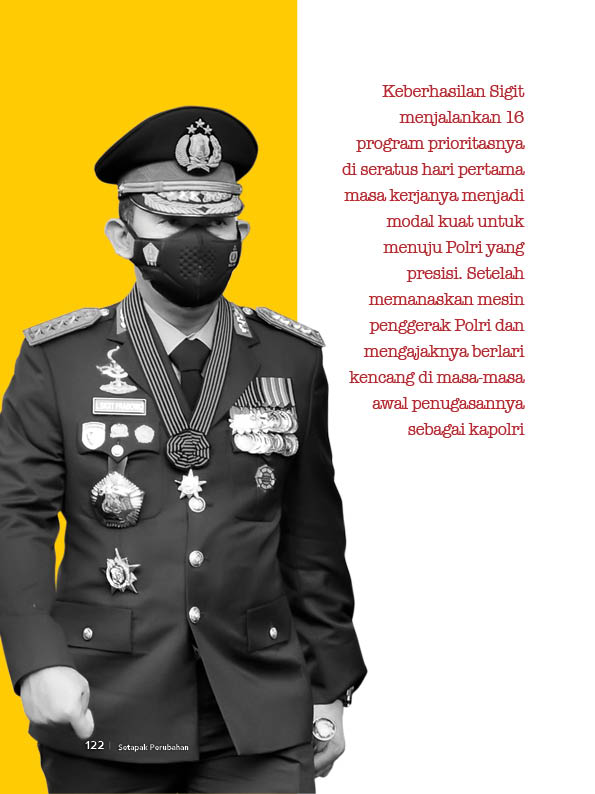 Keberhasilan Sigit
menjalankan 16
program prioritasnya
di seratus hari pertama
masa kerjanya menjadi
modal kuat untuk
menuju Polri yang
presisi. Setelah
memanaskan mesin
penggerak Polri dan
mengajaknya berlari
kencang di masa-masa
awal penugasannya
sebagai kapolri
L. SIGIT PRABOWO
122 | Setapak Perubahan